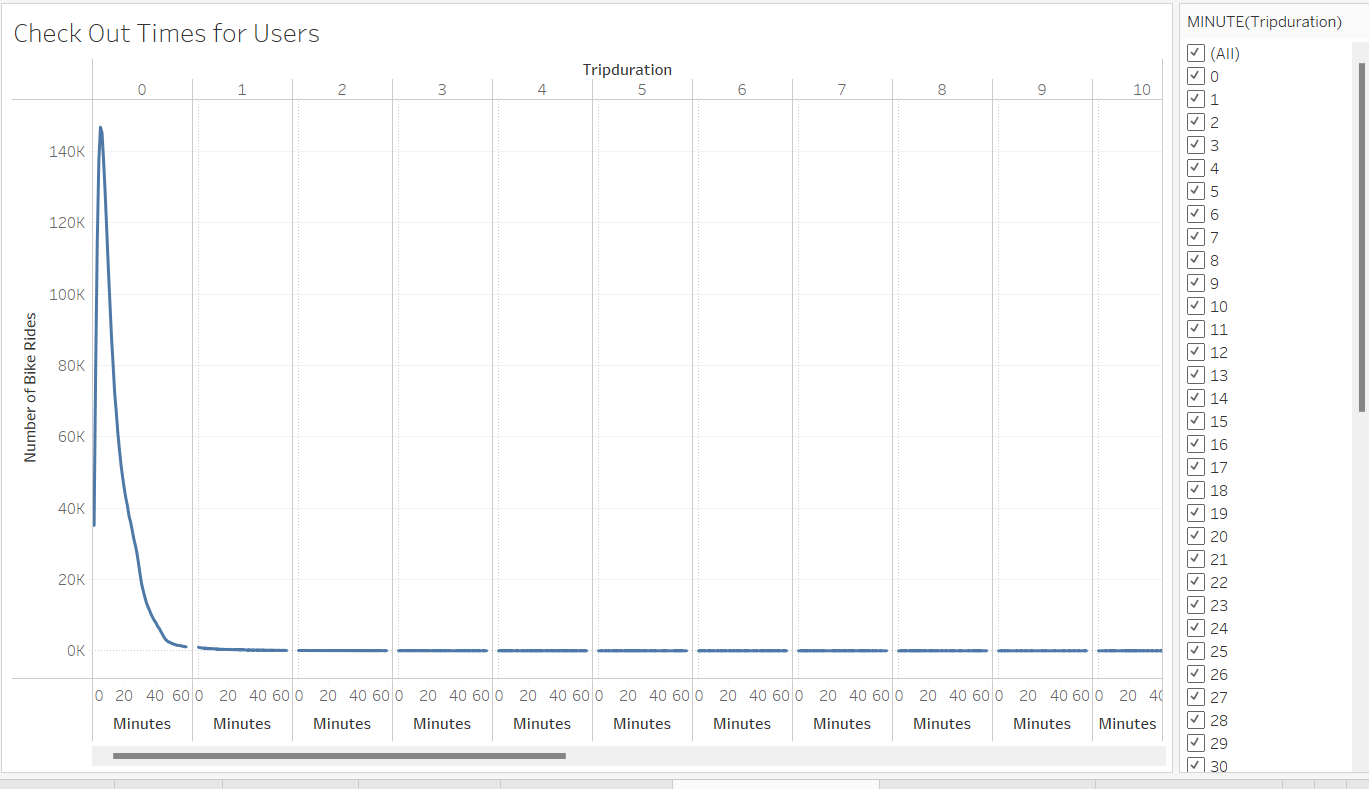 Check Out Times for Users
Tripduration
0 1 2 3 4 5 6 7 8 9 10
140K
120K
100K
80K
60K
40K
20K
0K
Number of Bike Rides
0 20 40 60 0 20 40 60 0 20 40 60 0 20 40 60 0 20 40 60 0 20 40 60 0 20 40 60 0 20 40 60 0 20 40 60 0 20 40 60 0 20
Minutes Minutes Minutes Minutes Minutes Minutes Minutes Minutes Minutes Minutes Minutes
MINUTE(Tripduration)
(All)
0
1
2
3
4
5
6
7
8
9
10
11
12
13
14
15
16
17
18
19
20
21
22
23
24
25
26
27
28
29
30